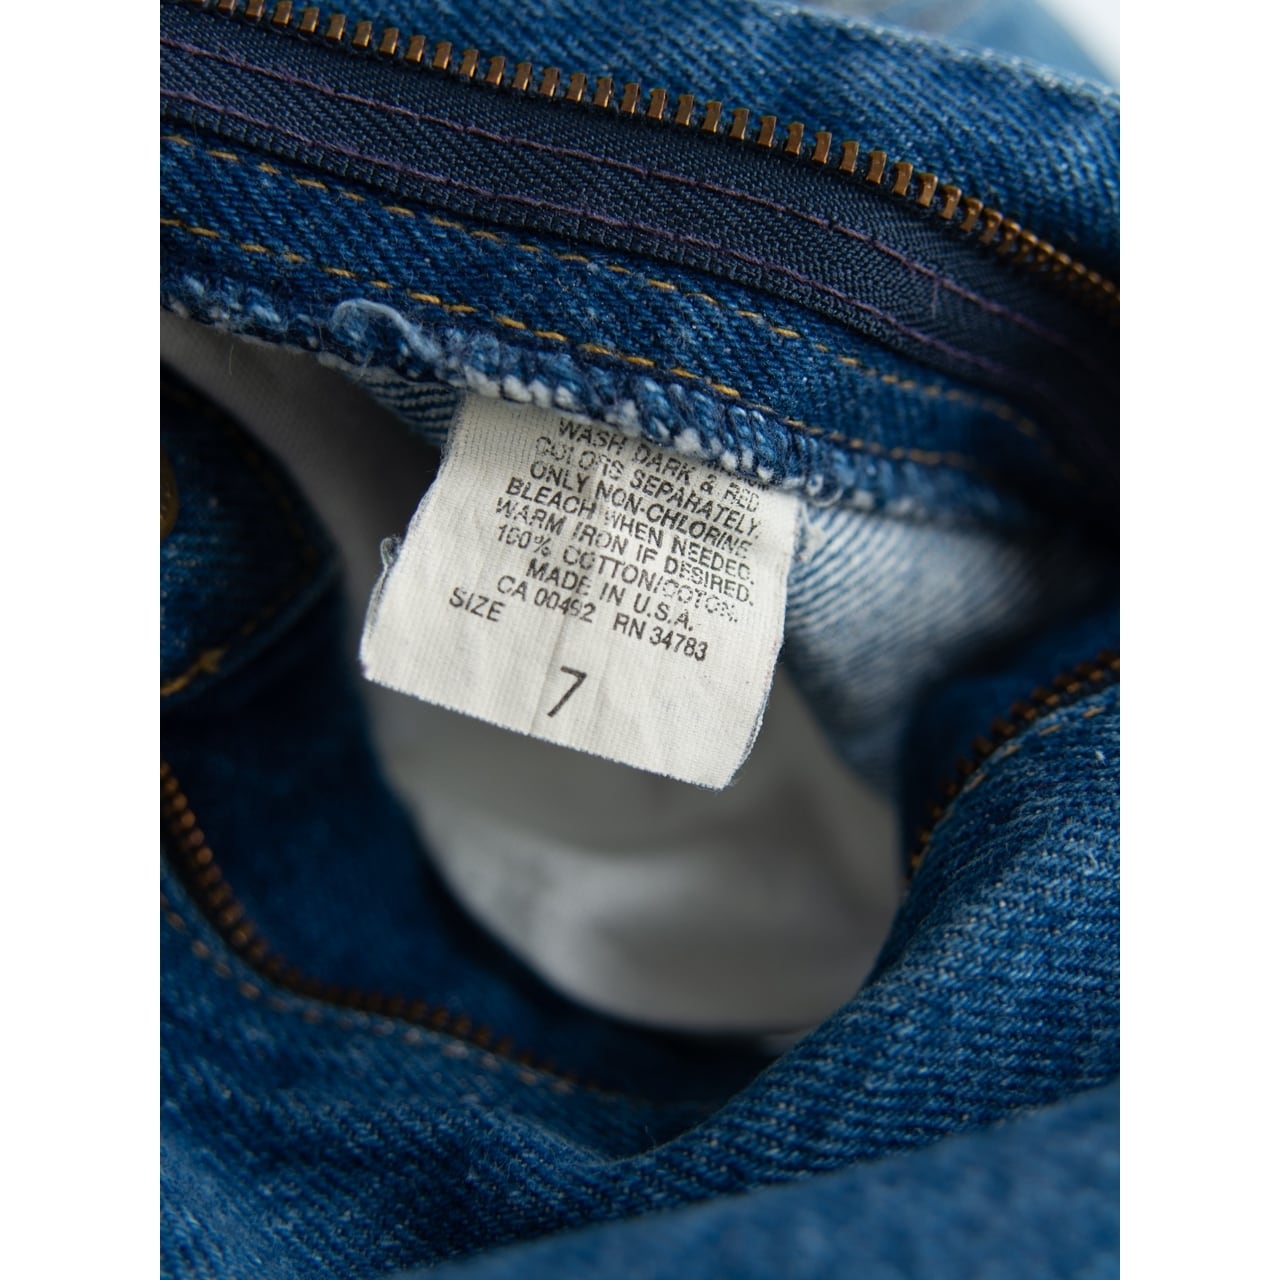 WASH DARK & RED
COLORS SEPARATELY.
ONLY NON-CHLORINE
BLEACH WHEN NEEDED.
WARM IRON IF DESIRED.
100% COTTON/COTON.
MADE IN U.S.A.
CA 00492 RN 34783
SIZE
7